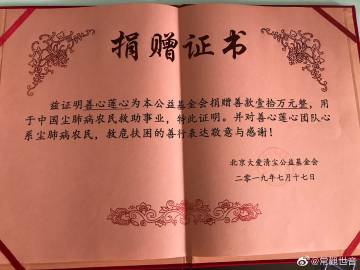 捐赠证书
兹证明善心莲心为本公益基金会捐赠善款壹拾万元整，用
于中国尘肺病农民救助事业，特此证明。并对善心莲心团队心
系尘肺病农民，救危扶困的善行表达敬意与感谢！
北京大爱清尘公益基金会
二零一九年七月十七日
@常觀世音